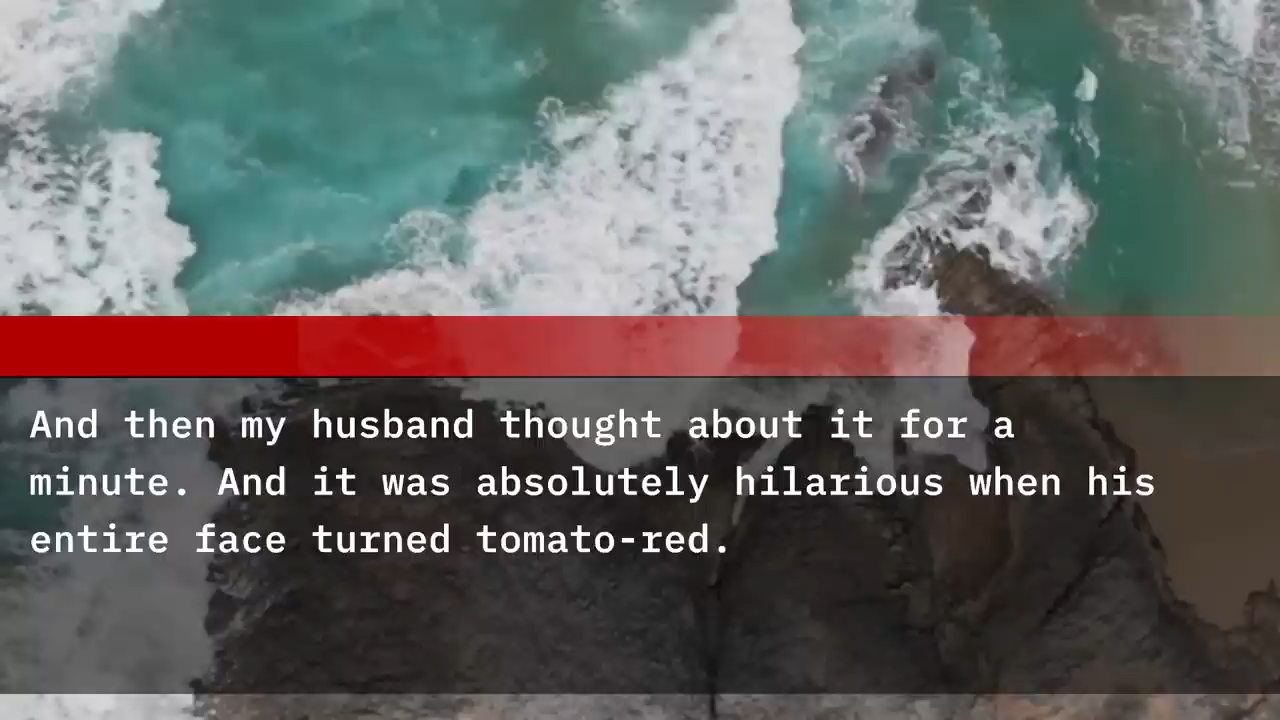 And then my husband thought about it for a
minute. And it was absolutely hilarious when his
entire face turned tomato-red.